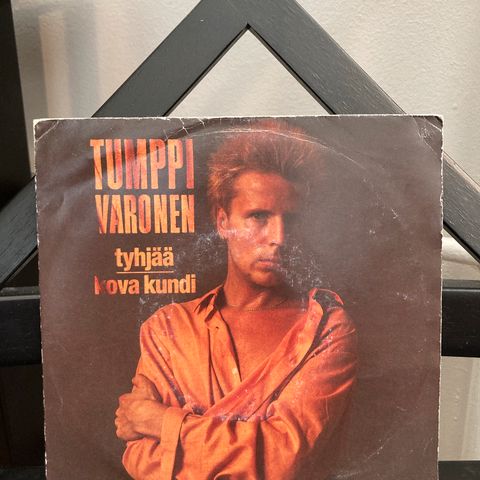 TUMPPI
VARONEN
tyhjää
kova kundi